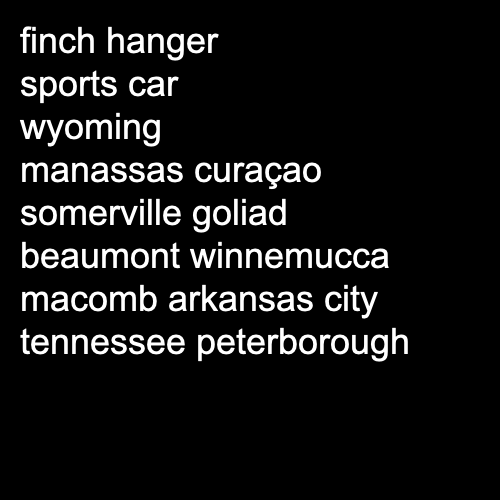 finch hanger
sports car
wyoming
manassas curaçao
somerville goliad
beaumont winnemucca
macomb arkansas city
tennessee peterborough